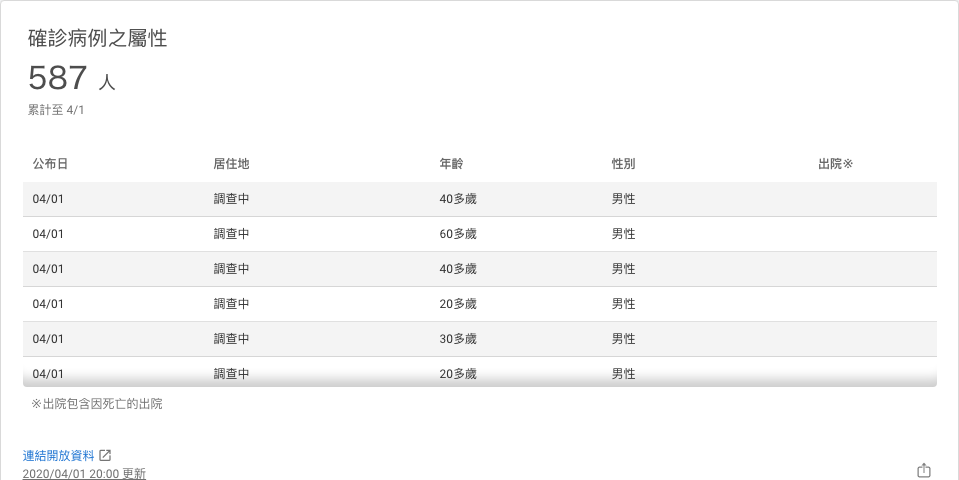 確診病例之屬性
587 人
累計至 4/1
公布日 居住地 年齡 性別 出院※
04/01 調查中 40多歲 男性
04/01 調查中 60多歲 男性
04/01 調查中 40多歲 男性
04/01 調查中 20多歲 男性
04/01 調查中 30多歲 男性
04/01 調查中 20多歲 男性
※出院包含因死亡的出院
連結開放資料
2020/04/01 20:00 更新